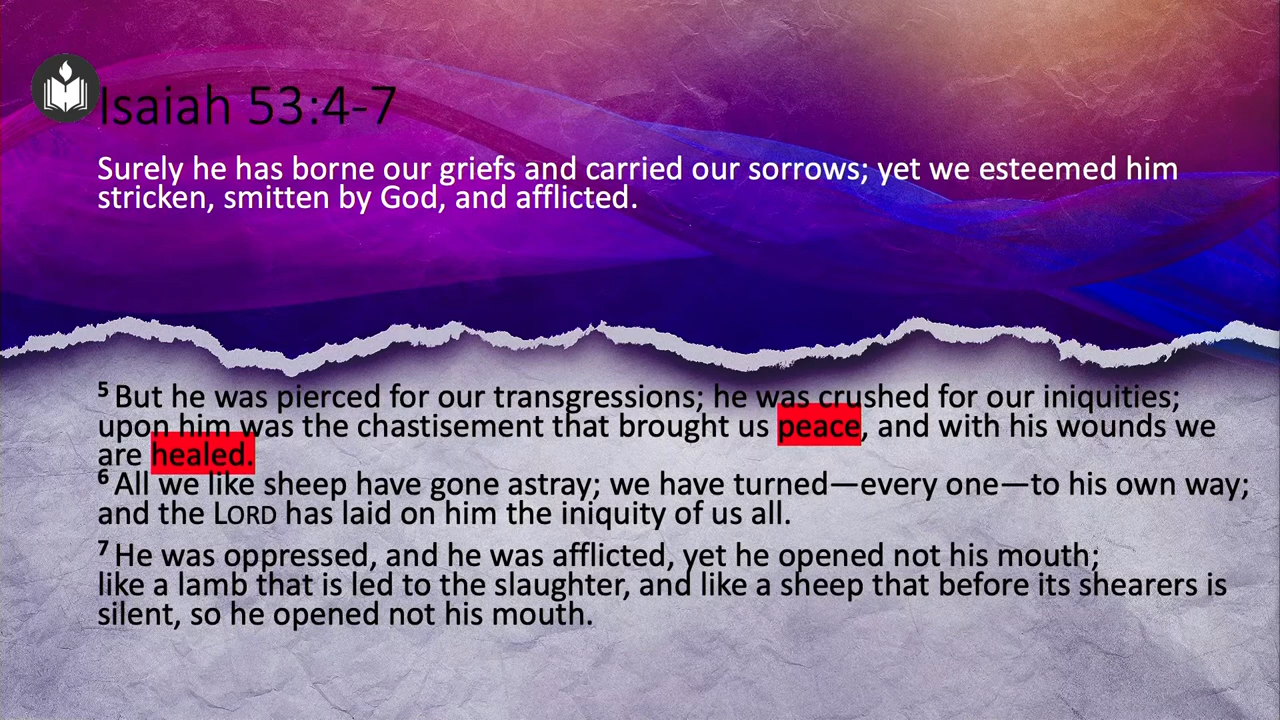 Isaiah 53:4-7
Surely he has borne our griefs and carried our sorrows; yet we esteemed him
stricken, smitten by God, and afflicted.
⁵ But he was pierced for our transgressions; he was crushed for our iniquities;
upon him was the chastisement that brought us peace, and with his wounds we
are healed.
⁶ All we like sheep have gone astray; we have turned—every one—to his own way;
and the LORD has laid on him the iniquity of us all.
⁷ He was oppressed, and he was afflicted, yet he opened not his mouth;
like a lamb that is led to the slaughter, and like a sheep that before its shearers is
silent, so he opened not his mouth.